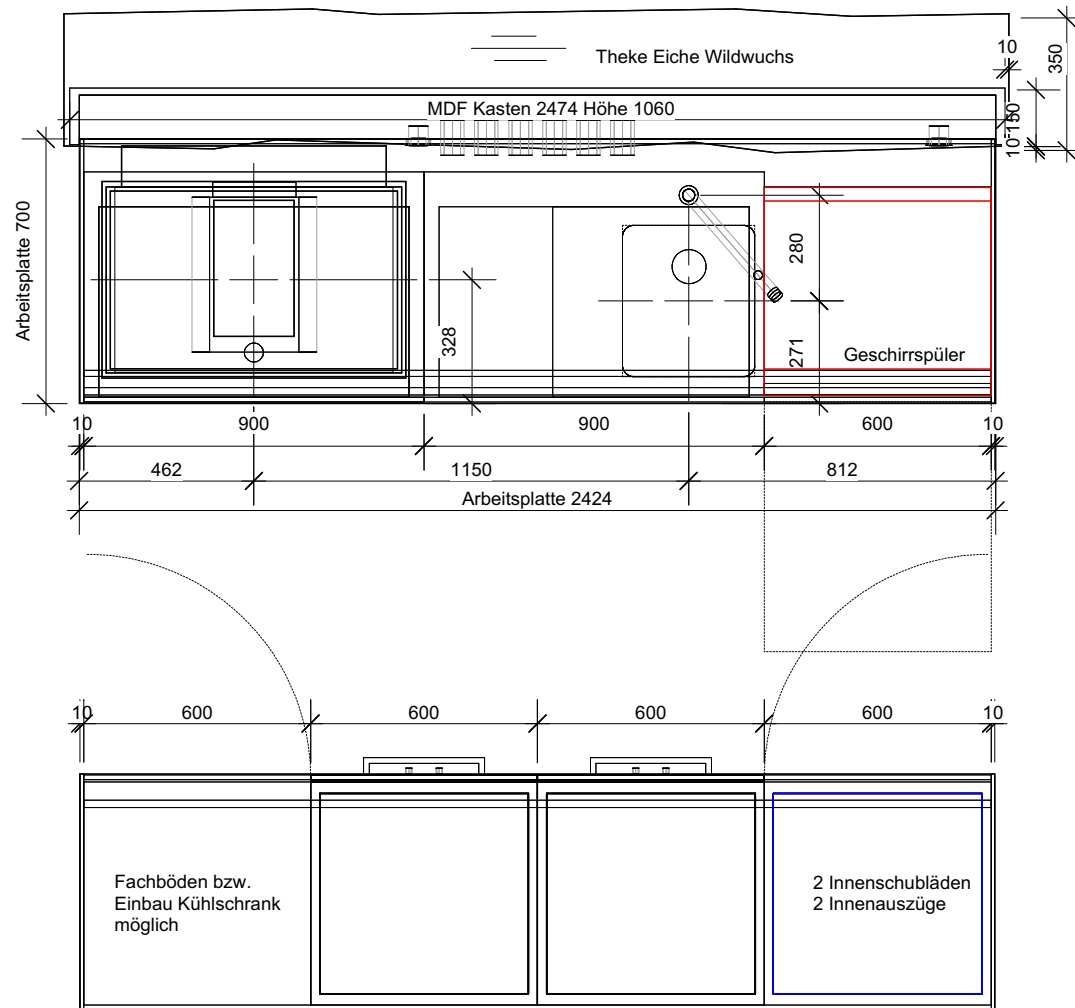 Theke Eiche Wildwuchs
10
350
MDF Kasten 2474 Höhe 1060
150
10
Arbeitsplatte 700
280
328
271
Geschirrspüler
10
900
900
600
10
462
1150
812
Arbeitsplatte 2424
10
600
600
600
600
10
Fachböden bzw.
Einbau Kühlschrank
möglich
2 Innenschubläden
2 Innenauszüge